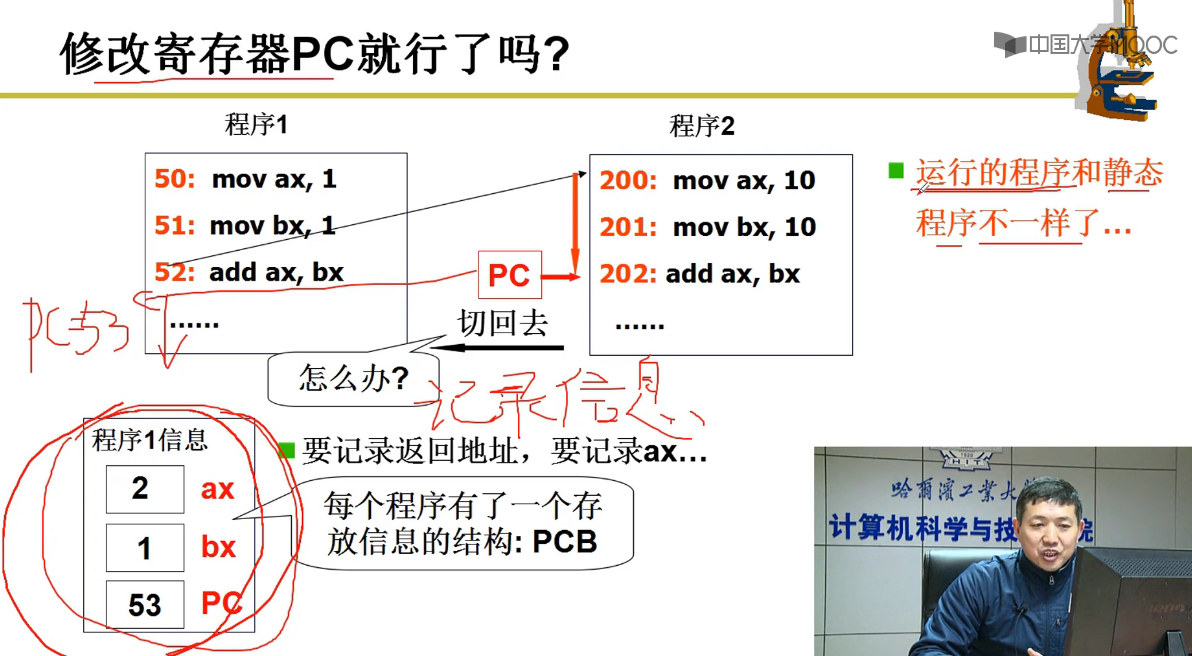 修改寄存器PC就行了吗?
中国大学MOOC
程序1
50: mov ax, 1
51: mov bx, 1
52: add ax, bx
......
程序2
200: mov ax, 10
201: mov bx, 10
202: add ax, bx
......
PC
切回去
怎么办?
运行的程序和静态
程序不一样了...
PC=53
记录信息
程序1信息
2 ax
1 bx
53 PC
要记录返回地址，要记录ax...
每个程序有了一个存
放信息的结构: PCB
HIT
哈尔滨工业大学
计算机科学与技 院